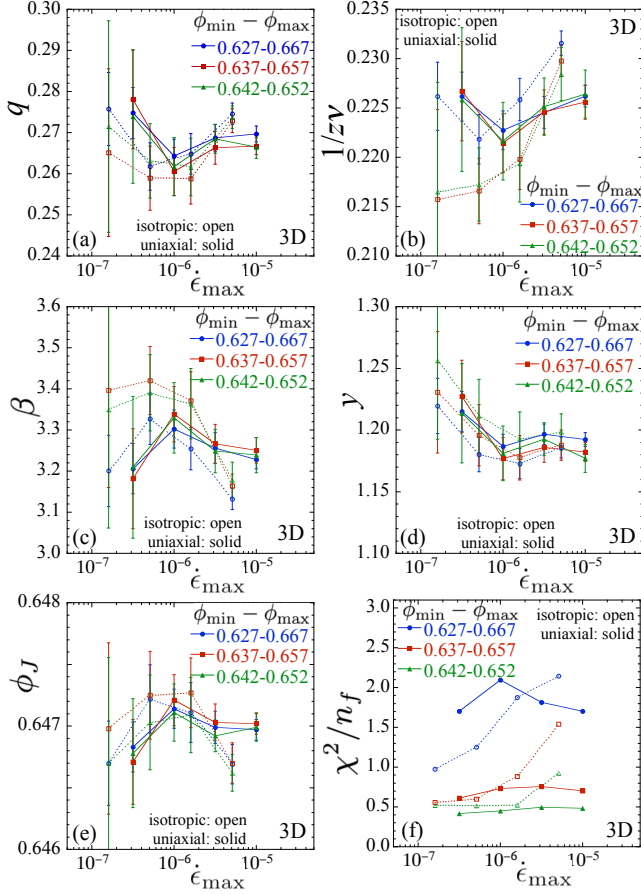 0.30
0.29
0.28
0.27
0.26
0.25
0.24
q
ϕmin − ϕmax
0.627-0.667
0.637-0.657
0.642-0.652
isotropic: open
uniaxial: solid
(a)
3D
10⁻⁷ 10⁻⁶ 10⁻⁵
ε̇max
0.235
0.230
0.225
0.220
0.215
0.210
1/zν
isotropic: open
uniaxial: solid
3D
ϕmin − ϕmax
0.627-0.667
0.637-0.657
0.642-0.652
(b)
10⁻⁷ 10⁻⁶ 10⁻⁵
ε̇max
3.6
3.5
3.4
3.3
3.2
3.1
3.0
β
ϕmin − ϕmax
0.627-0.667
0.637-0.657
0.642-0.652
isotropic: open
uniaxial: solid
(c)
3D
10⁻⁷ 10⁻⁶ 10⁻⁵
ε̇max
1.30
1.25
1.20
1.15
1.10
y
ϕmin − ϕmax
0.627-0.667
0.637-0.657
0.642-0.652
isotropic: open
uniaxial: solid
(d)
3D
10⁻⁷ 10⁻⁶ 10⁻⁵
ε̇max
0.648
0.647
0.646
ϕJ
ϕmin − ϕmax
0.627-0.667
0.637-0.657
0.642-0.652
isotropic: open
uniaxial: solid
(e)
3D
10⁻⁷ 10⁻⁶ 10⁻⁵
ε̇max
3.0
2.5
2.0
1.5
1.0
0.5
0.0
χ²/nf
ϕmin − ϕmax
0.627-0.667
0.637-0.657
0.642-0.652
isotropic: open
uniaxial: solid
(f)
3D
10⁻⁷ 10⁻⁶ 10⁻⁵
ε̇max